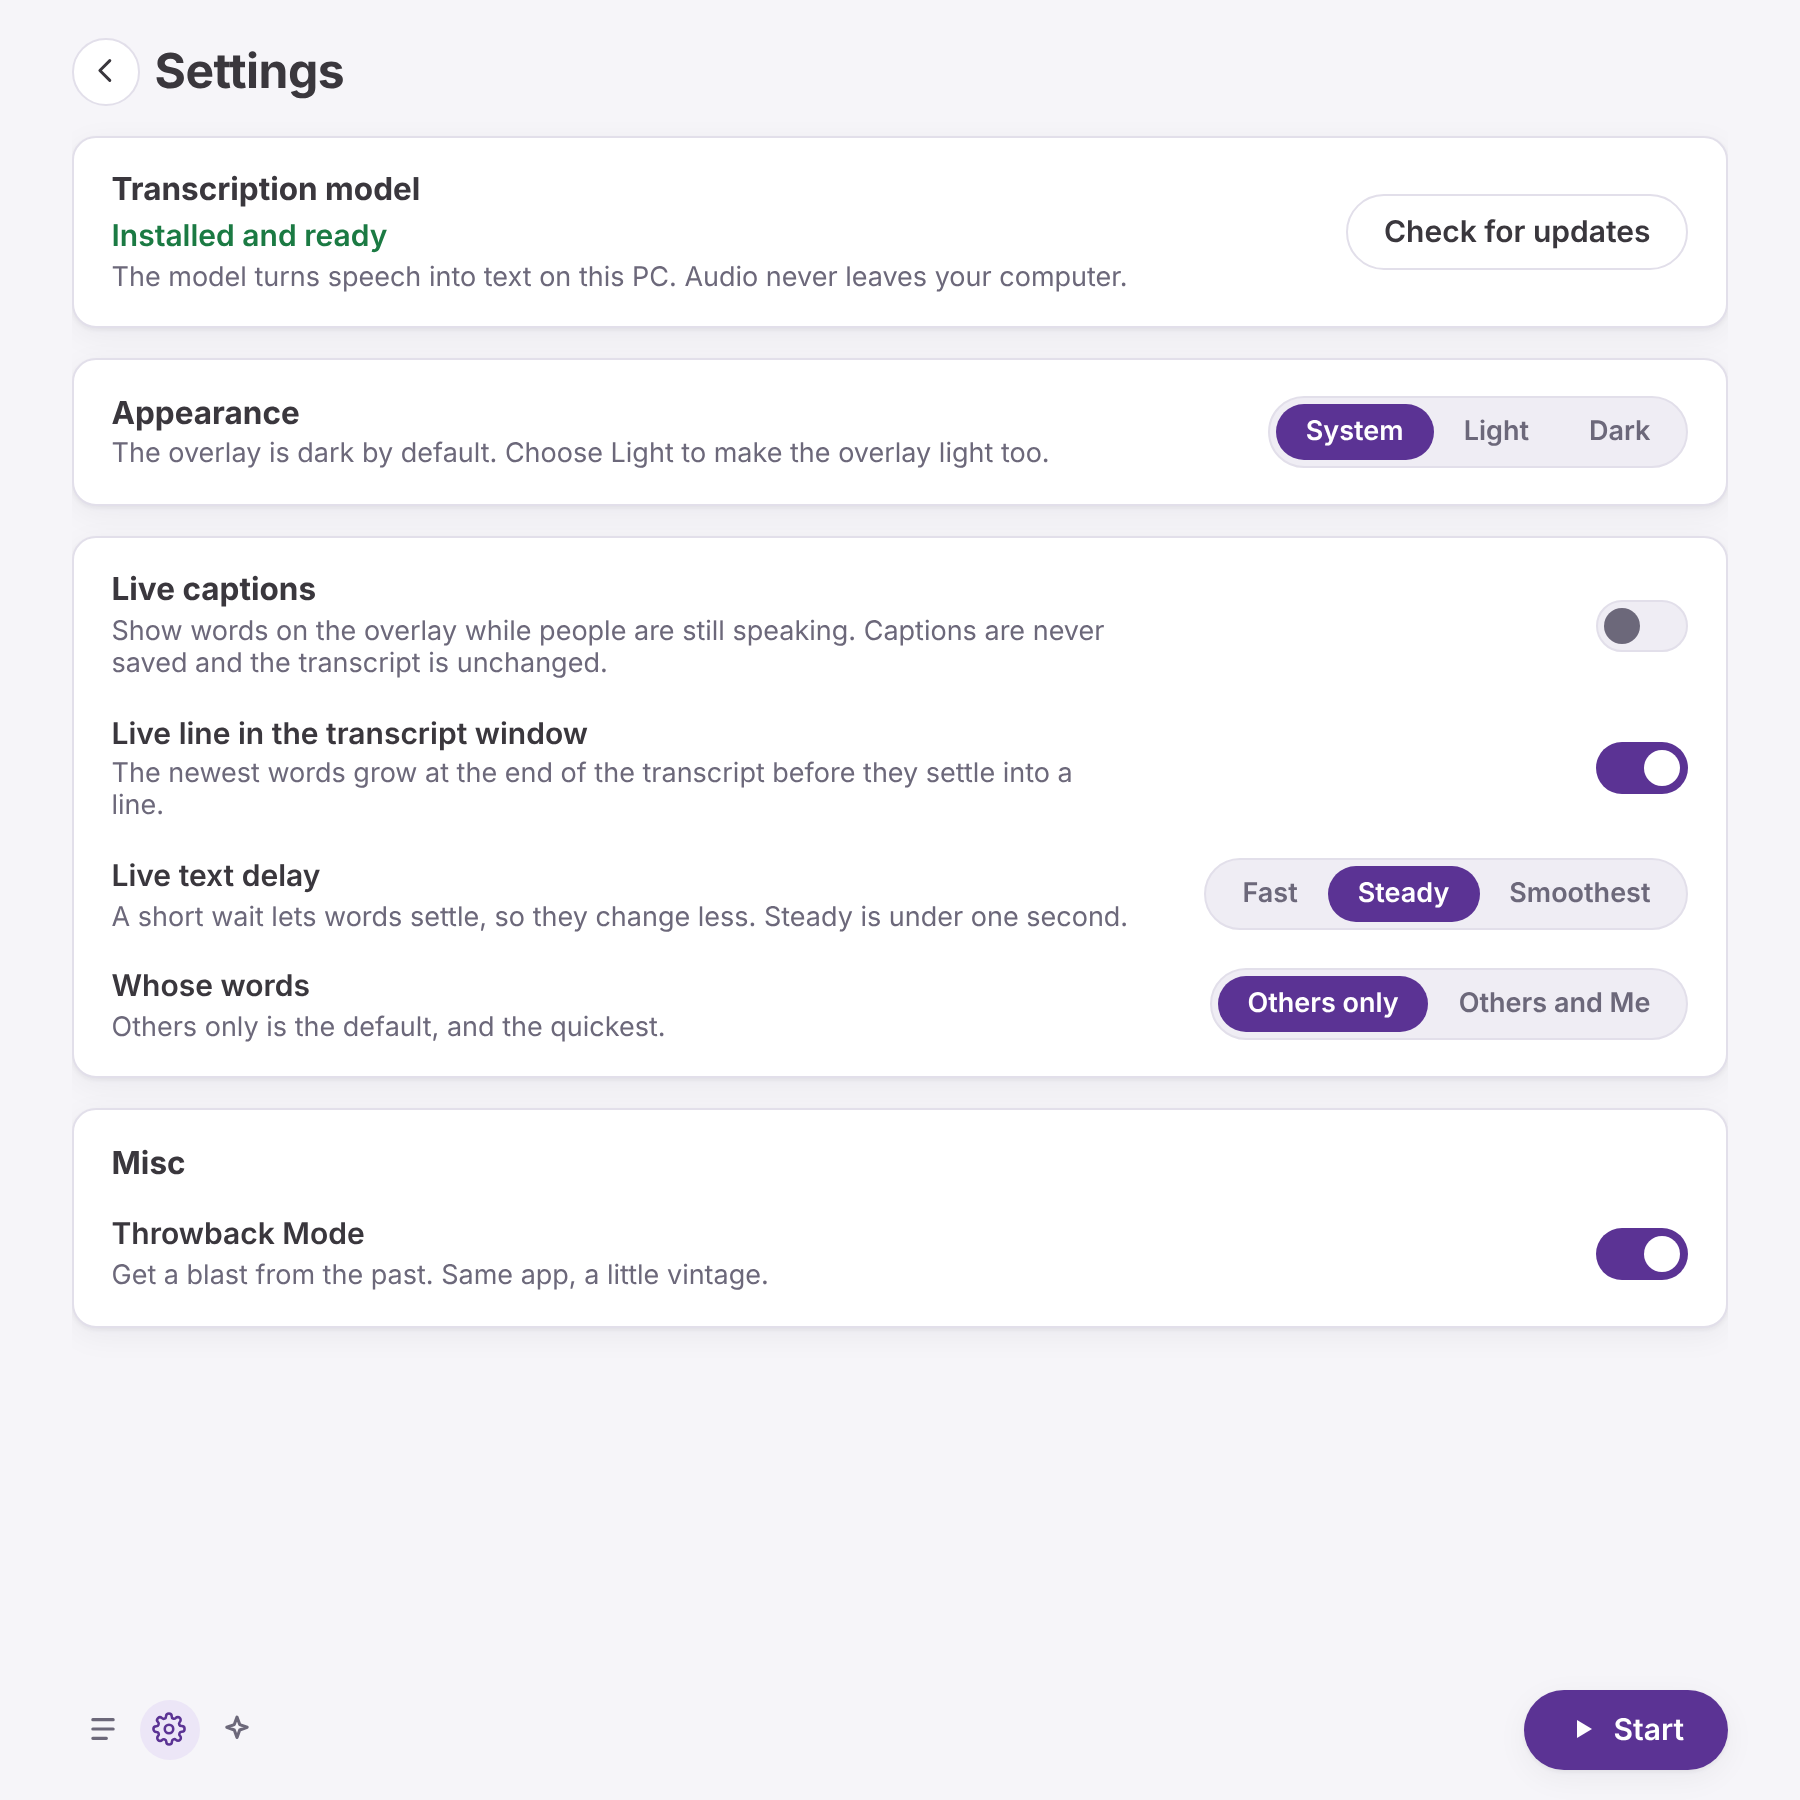 Settings
Transcription model
Installed and ready
The model turns speech into text on this PC. Audio never leaves your computer.
Check for updates
Appearance
The overlay is dark by default. Choose Light to make the overlay light too.
System Light Dark
Live captions
Show words on the overlay while people are still speaking. Captions are never
saved and the transcript is unchanged.
Live line in the transcript window
The newest words grow at the end of the transcript before they settle into a
line.
Live text delay
A short wait lets words settle, so they change less. Steady is under one second.
Fast Steady Smoothest
Whose words
Others only is the default, and the quickest.
Others only Others and Me
Misc
Throwback Mode
Get a blast from the past. Same app, a little vintage.
Start